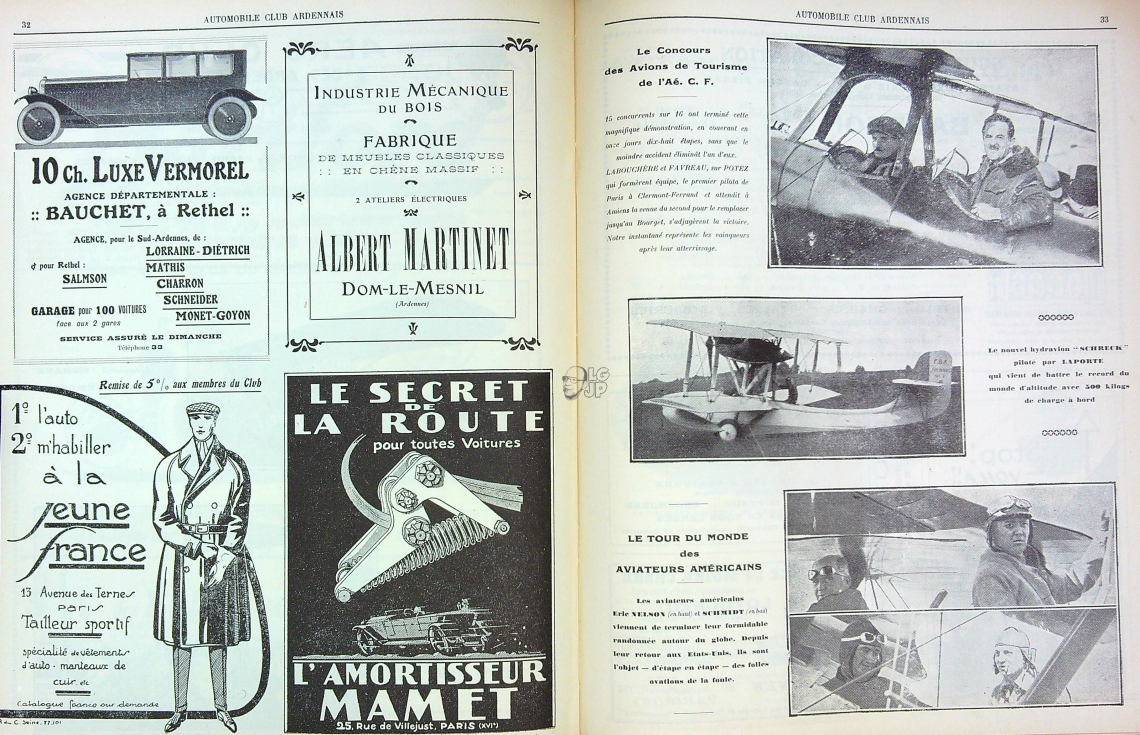 32
AUTOMOBILE CLUB ARDENNAIS
10 CH. LUXE VERMOREL
AGENCE DÉPARTEMENTALE :
:: BAUCHET, à Rethel ::
AGENCE, pour le Sud-Ardennes, de :
LORRAINE-DIÉTRICH
& pour Rethel :
MATHIS
SALMSON
CHARRON
SCHNEIDER
GARAGE pour 100 VOITURES
MONET-GOYON
face aux 2 gares
SERVICE ASSURÉ LE DIMANCHE
Téléphone 33
INDUSTRIE MÉCANIQUE
DU BOIS
FABRIQUE
DE MEUBLES CLASSIQUES
: : EN CHÊNE MASSIF : :
2 ATELIERS ÉLECTRIQUES
ALBERT MARTINET
DOM-LE-MESNIL
(Ardennes)
Remise de 5% aux membres du Club
1º l'auto
2º m'habiller
à la
jeune
france
13 Avenue des Ternes
PARIS
Tailleur sportif
spécialité de vêtements
d'auto - manteaux de
cuir. etc
Catalogue franco sur demande
R. du C. Seine. 77.101
LE SECRET
DE
LA ROUTE
pour toutes Voitures
L'AMORTISSEUR
MAMET
25, Rue de Villejust, PARIS (XVIe)
AUTOMOBILE CLUB ARDENNAIS
33
Le Concours
des Avions de Tourisme
de l'Aé. C. F.
15 concurrents sur 16 ont terminé cette
magnifique démonstration, en couvrant en
onze jours dix-huit étapes, sans que le
moindre accident éliminât l'un d'eux.
LABOUCHÈRE et FAVREAU, sur POTEZ
qui formèrent équipe, le premier pilota de
Paris à Clermont-Ferrand et attendit à
Amiens la venue du second pour le remplacer
jusqu'au Bourget, s'adjugèrent la victoire.
Notre instantané représente les vainqueurs
après leur atterrissage.
Le nouvel hydravion "SCHRECK"
piloté par LAPORTE
qui vient de battre le record du
monde d'altitude avec 500 kilogs
de charge à bord
LE TOUR DU MONDE
des
AVIATEURS AMÉRICAINS
Les aviateurs américains
Eric NELSON (en haut) et SCHMIDT (en bas)
viennent de terminer leur formidable
randonnée autour du globe. Depuis
leur retour aux Etats-Unis, ils sont
l'objet — d'étape en étape — des folles
ovations de la foule.
LG
JP